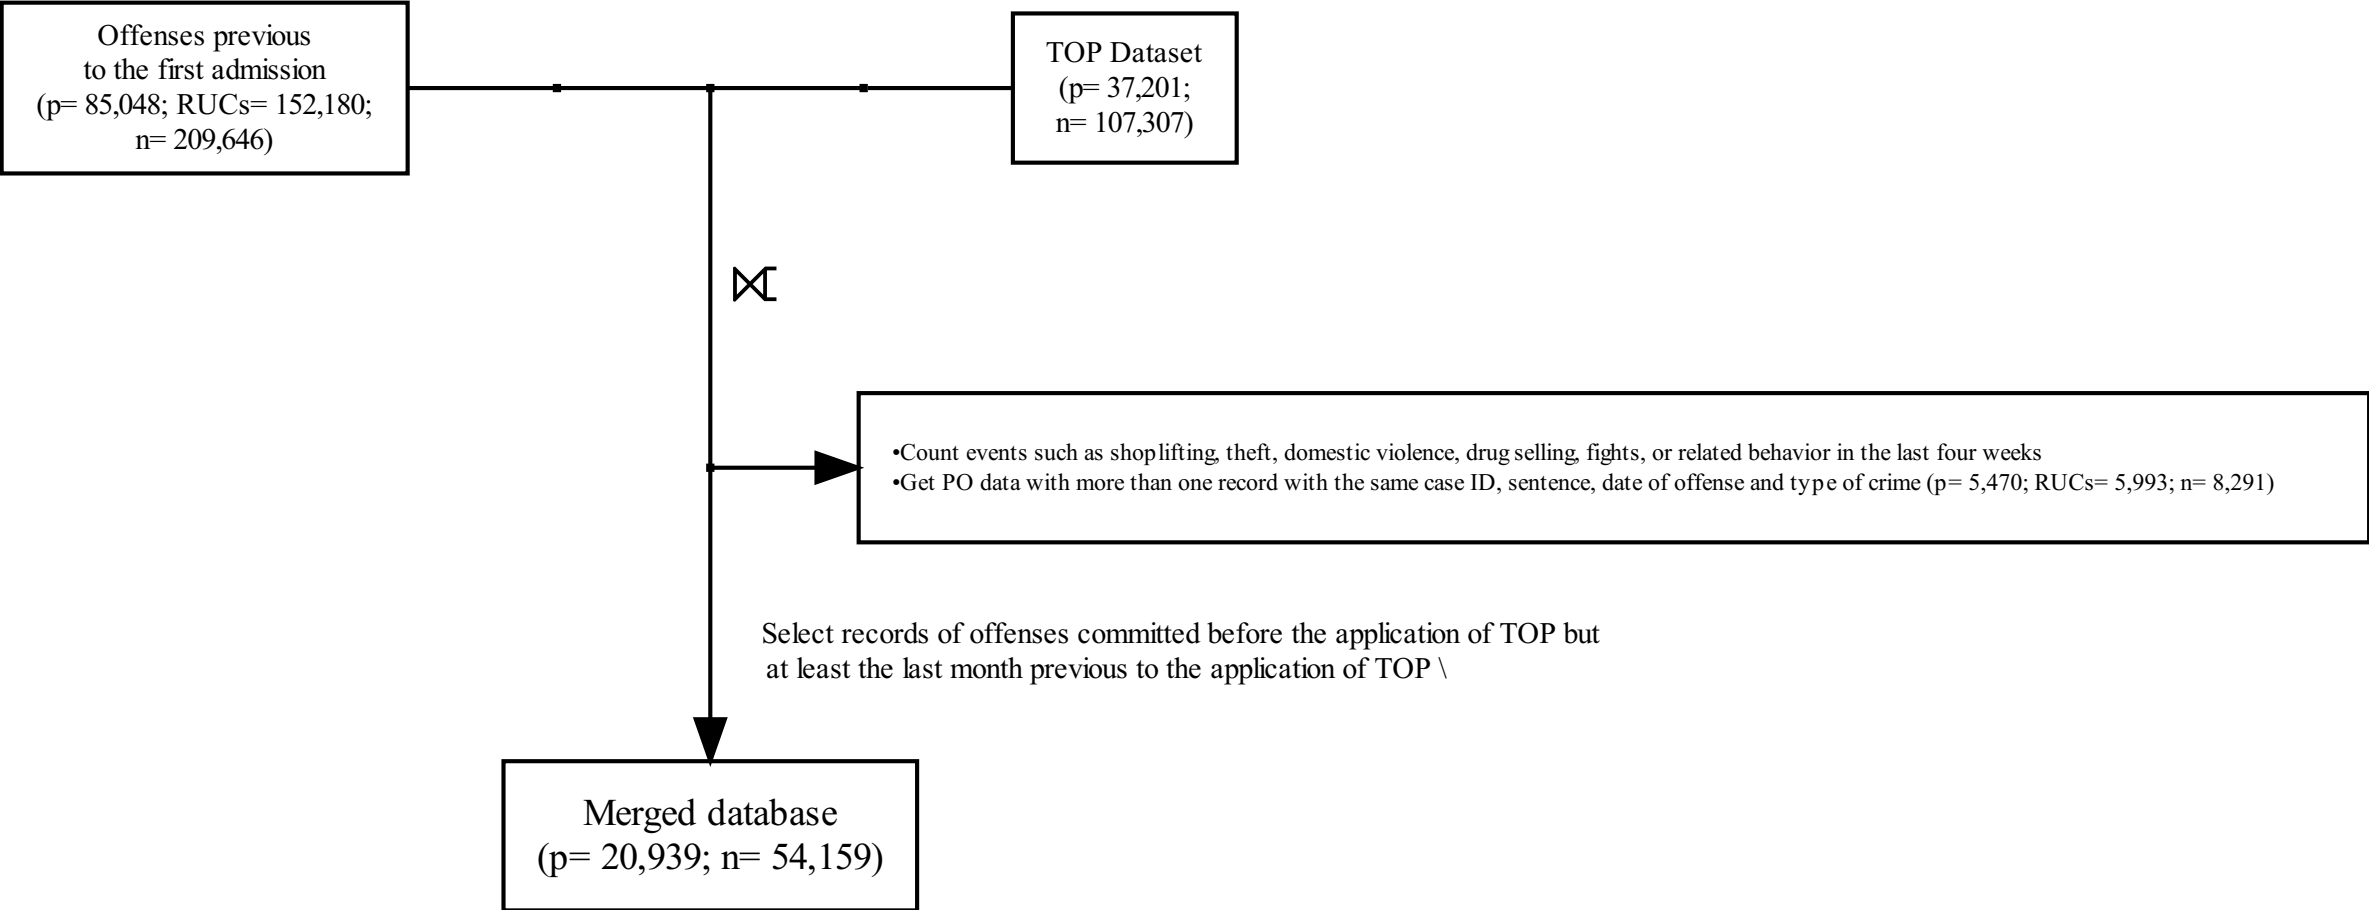 Offenses previous
to the first admission
(p= 85,048; RUCs= 152,180;
n= 209,646)
TOP Dataset
(p= 37,201;
n= 107,307)
⟕
•Count events such as shoplifting, theft, domestic violence, drug selling, fights, or related behavior in the last four weeks
•Get PO data with more than one record with the same case ID, sentence, date of offense and type of crime (p= 5,470; RUCs= 5,993; n= 8,291)
Select records of offenses committed before the application of TOP but
at least the last month previous to the application of TOP \
Merged database
(p= 20,939; n= 54,159)